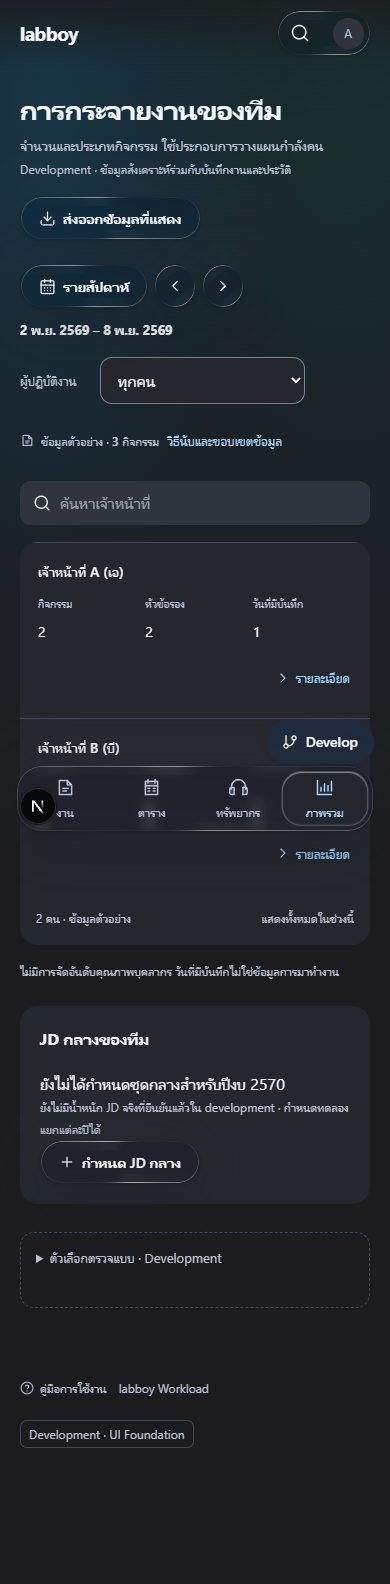 labboy
A
การกระจายงานของทีม
จำนวนและประเภทกิจกรรม ใช้ประกอบการวางแผนกำลังคน
Development · ข้อมูลสังเคราะห์ร่วมกับบันทึกงานและประวัติ
ส่งออกข้อมูลที่แสดง
รายสัปดาห์
2 พ.ย. 2569 – 8 พ.ย. 2569
ผู้ปฏิบัติงาน
ทุกคน
ข้อมูลตัวอย่าง · 3 กิจกรรม วิธีนับและขอบเขตข้อมูล
ค้นหาเจ้าหน้าที่
เจ้าหน้าที่ A (เอ)
กิจกรรม หัวข้อรอง วันที่มีบันทึก
2 2 1
รายละเอียด
Develop
เจ้าหน้าที่ B (บี)
N
งาน ตาราง ทรัพยากร ภาพรวม
รายละเอียด
2 คน · ข้อมูลตัวอย่าง แสดงทั้งหมดในช่วงนี้
ไม่มีการจัดอันดับคุณภาพบุคลากร วันที่มีบันทึกไม่ใช่ข้อมูลการมาทำงาน
JD กลางของทีม
ยังไม่ได้กำหนดชุดกลางสำหรับปีงบ 2570
ยังไม่มีน้ำหนัก JD จริงที่ยืนยันแล้วใน development · กำหนดทดลอง
แยกแต่ละปีได้
กำหนด JD กลาง
ตัวเลือกตรวจแบบ · Development
คู่มือการใช้งาน labboy Workload
Development · UI Foundation